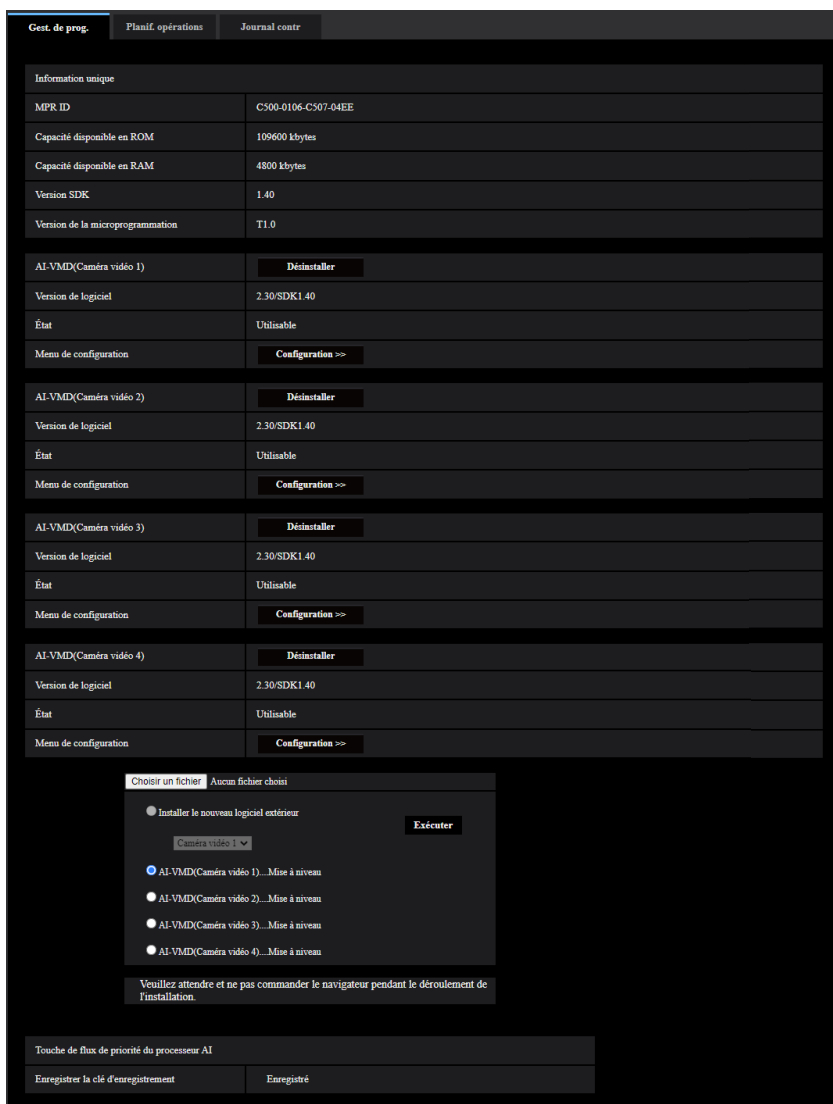 Gest. de prog. Planif. opérations Journal contr
Information unique
MPR ID C500-0106-C507-04EE
Capacité disponible en ROM 109600 kbytes
Capacité disponible en RAM 4800 kbytes
Version SDK 1.40
Version de la microprogrammation T1.0
AI-VMD(Caméra vidéo 1) Désinstaller
Version de logiciel 2.30/SDK1.40
État Utilisable
Menu de configuration Configuration >>
AI-VMD(Caméra vidéo 2) Désinstaller
Version de logiciel 2.30/SDK1.40
État Utilisable
Menu de configuration Configuration >>
AI-VMD(Caméra vidéo 3) Désinstaller
Version de logiciel 2.30/SDK1.40
État Utilisable
Menu de configuration Configuration >>
AI-VMD(Caméra vidéo 4) Désinstaller
Version de logiciel 2.30/SDK1.40
État Utilisable
Menu de configuration Configuration >>
Choisir un fichier Aucun fichier choisi
Installer le nouveau logiciel extérieur
Exécuter
Caméra vidéo 1
AI-VMD(Caméra vidéo 1)....Mise à niveau
AI-VMD(Caméra vidéo 2)....Mise à niveau
AI-VMD(Caméra vidéo 3)....Mise à niveau
AI-VMD(Caméra vidéo 4)....Mise à niveau
Veuillez attendre et ne pas commander le navigateur pendant le déroulement de
l'installation.
Touche de flux de priorité du processeur AI
Enregistrer la clé d'enregistrement Enregistré